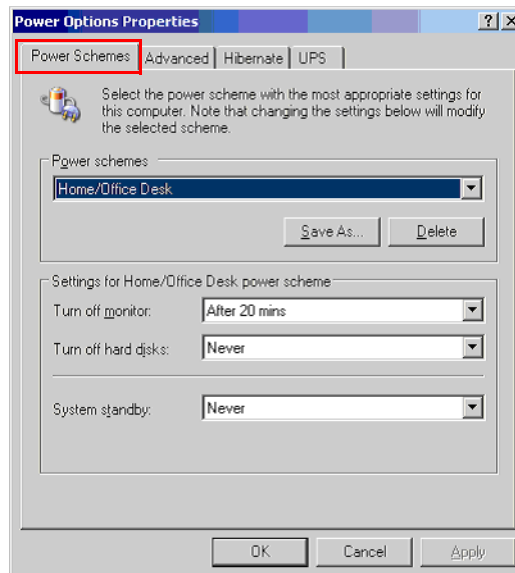 Power Options Properties
Power Schemes Advanced Hibernate UPS
Select the power scheme with the most appropriate settings for
this computer. Note that changing the settings below will modify
the selected scheme.
Power schemes
Home/Office Desk
Save As... Delete
Settings for Home/Office Desk power scheme
Turn off monitor: After 20 mins
Turn off hard disks: Never
System standby: Never
OK Cancel Apply